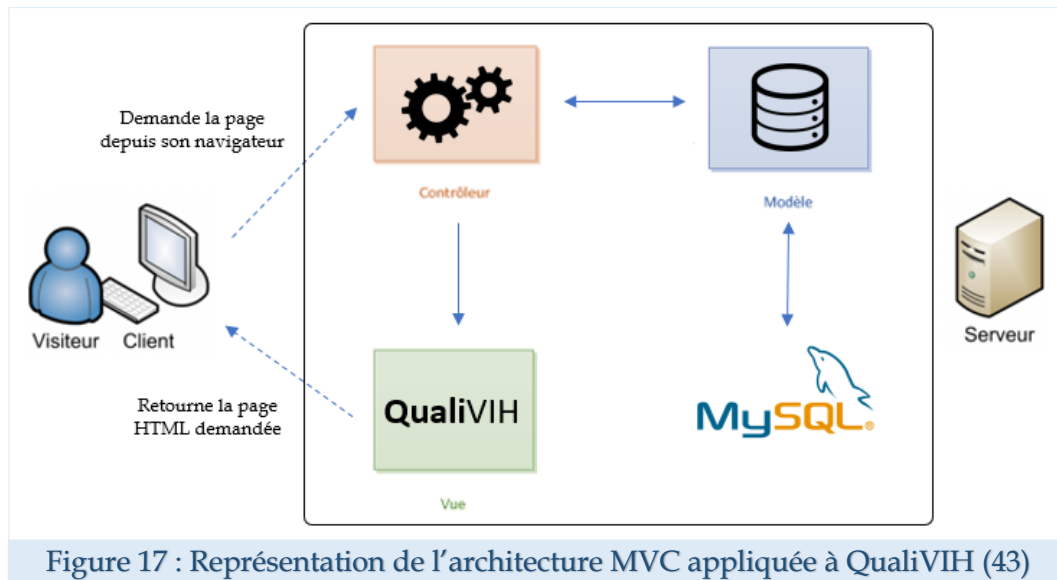 Demande la page
depuis son navigateur
Contrôleur
Modèle
Visiteur
Client
Serveur
Retourne la page
HTML demandée
QualiVIH
MySQL®
Vue
Figure 17 : Représentation de l’architecture MVC appliquée à QualiVIH (43)